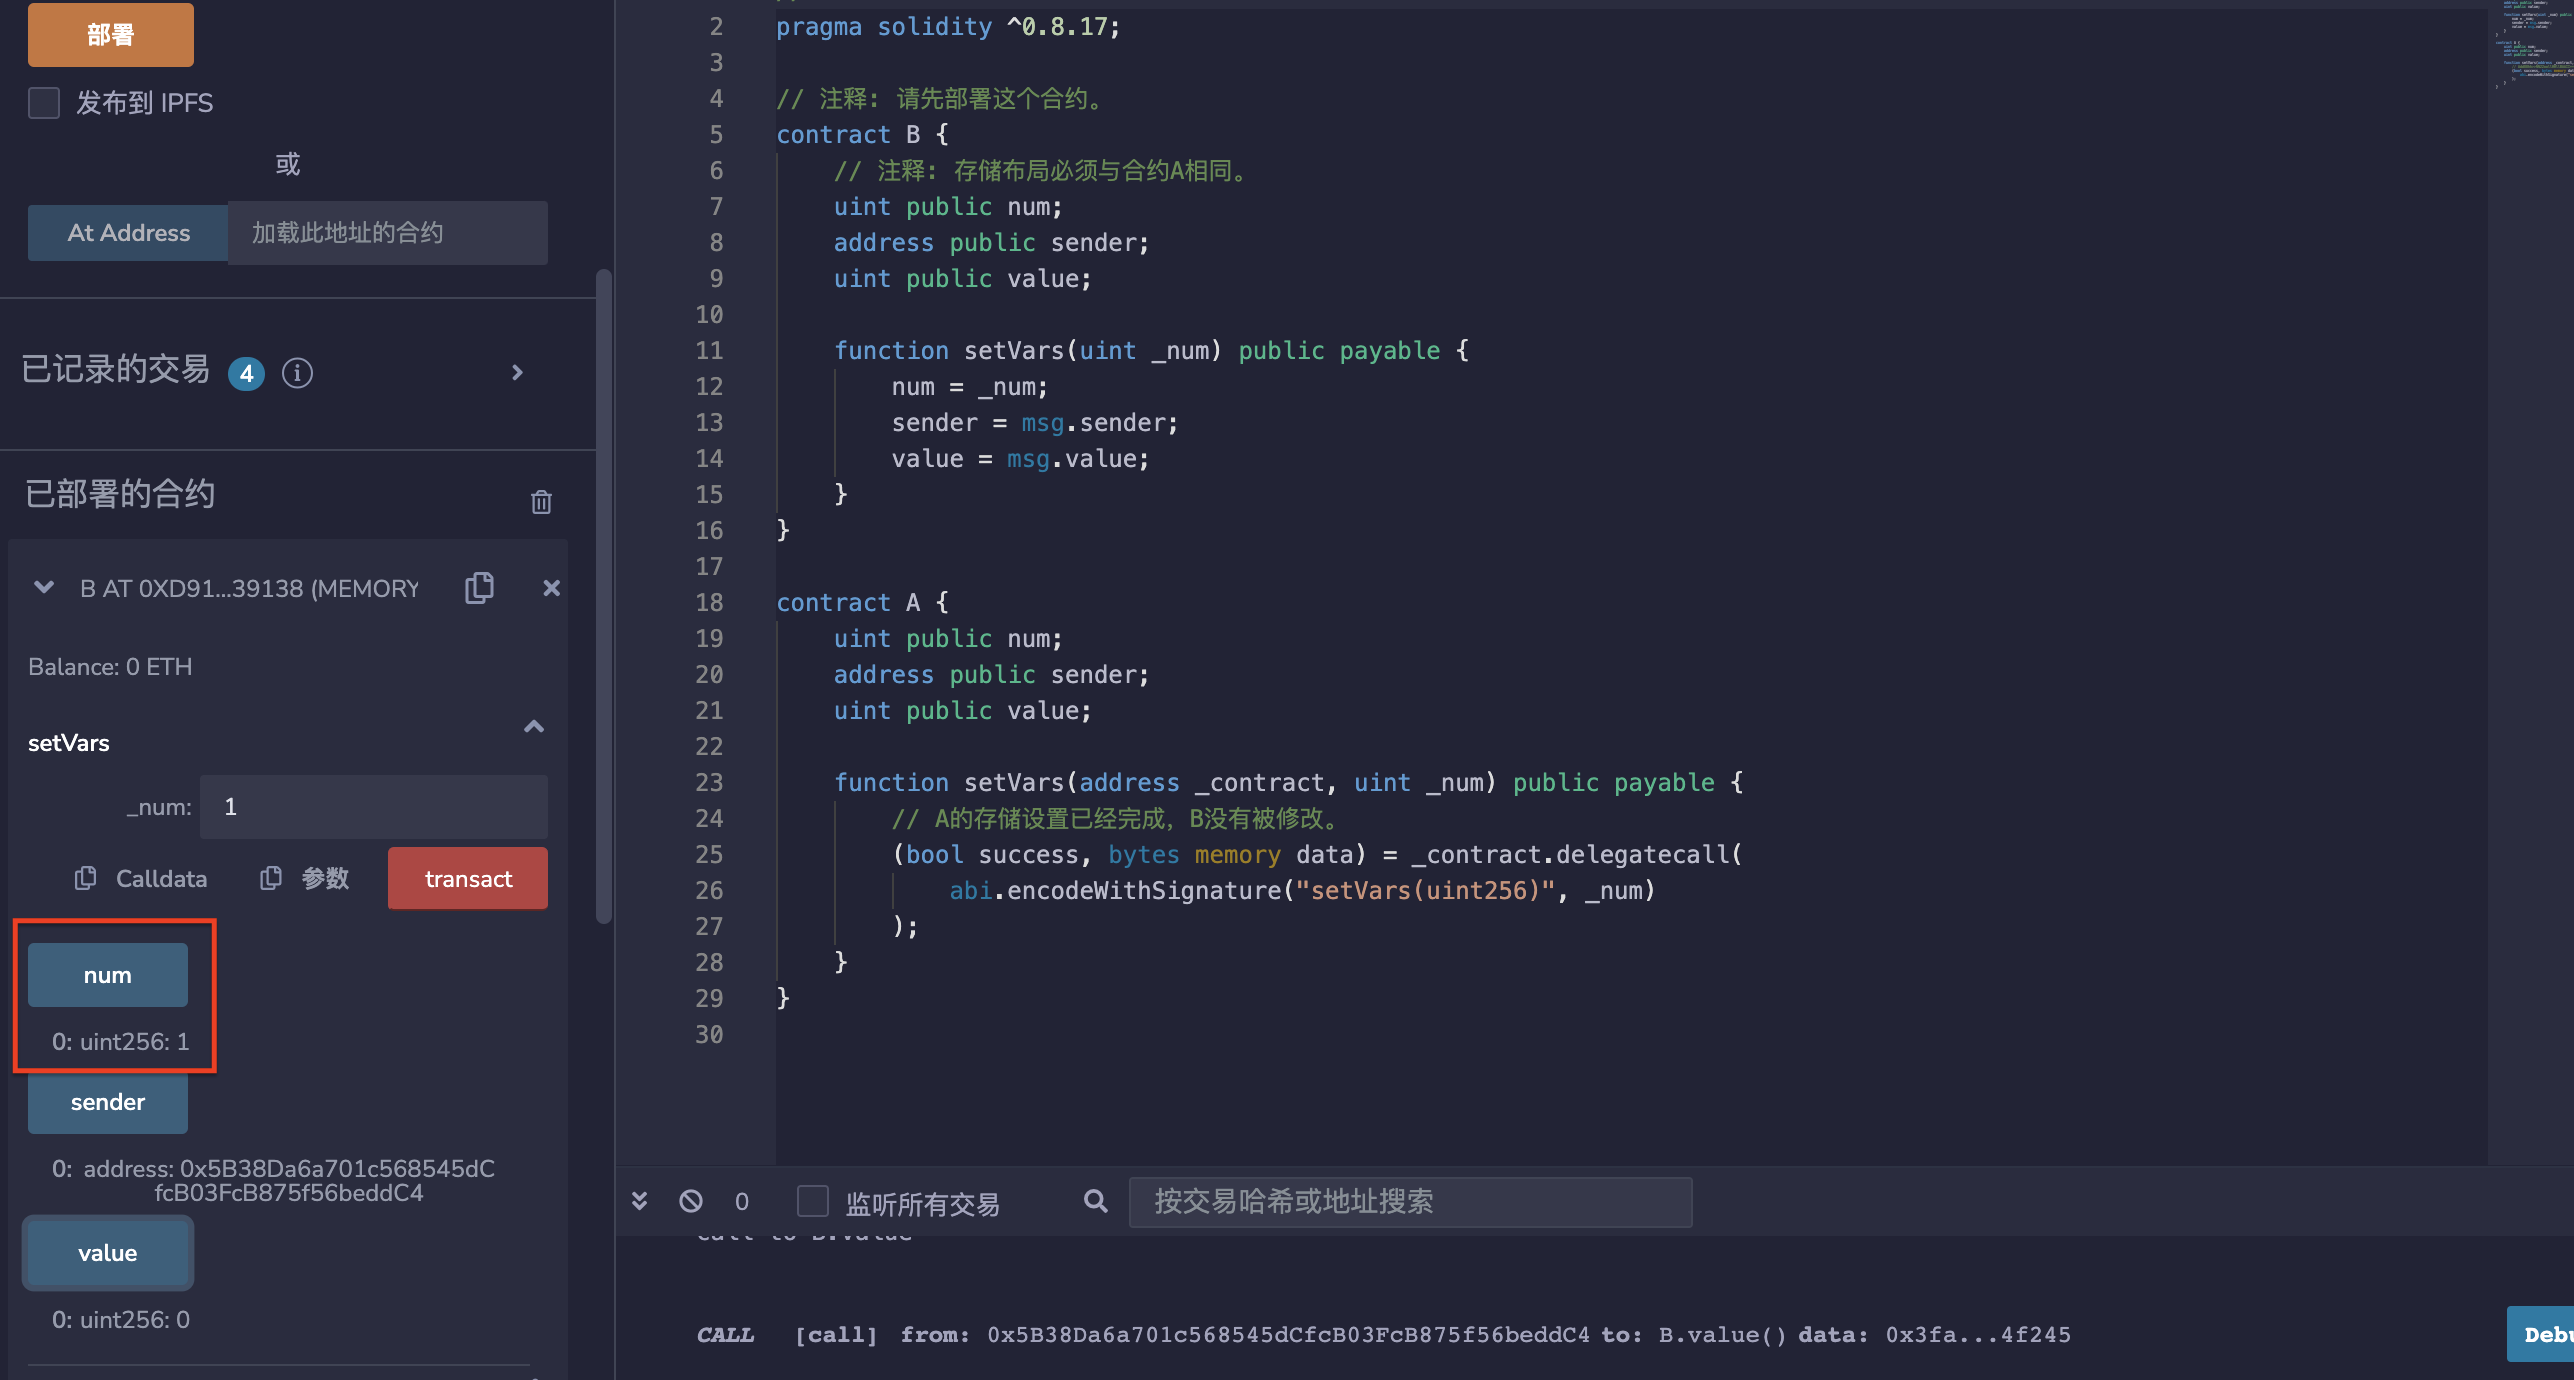 部署
发布到 IPFS
或
At Address
加载此地址的合约
已记录的交易 4
已部署的合约
B AT 0XD91...39138 (MEMORY
Balance: 0 ETH
setVars
_num: 1
Calldata 参数 transact
num
0: uint256: 1
sender
0: address: 0x5B38Da6a701c568545dC
fcB03FcB875f56beddC4
value
0: uint256: 0
2 pragma solidity ^0.8.17;
3
4 // 注释: 请先部署这个合约。
5 contract B {
6 // 注释: 存储布局必须与合约A相同。
7 uint public num;
8 address public sender;
9 uint public value;
10
11 function setVars(uint _num) public payable {
12 num = _num;
13 sender = msg.sender;
14 value = msg.value;
15 }
16 }
17
18 contract A {
19 uint public num;
20 address public sender;
21 uint public value;
22
23 function setVars(address _contract, uint _num) public payable {
24 // A的存储设置已经完成，B没有被修改。
25 (bool success, bytes memory data) = _contract.delegatecall(
26 abi.encodeWithSignature("setVars(uint256)", _num)
27 );
28 }
29 }
30
0 监听所有交易 按交易哈希或地址搜索
call to B.value
CALL [call] from: 0x5B38Da6a701c568545dCfcB03FcB875f56beddC4 to: B.value() data: 0x3fa...4f245
Debu